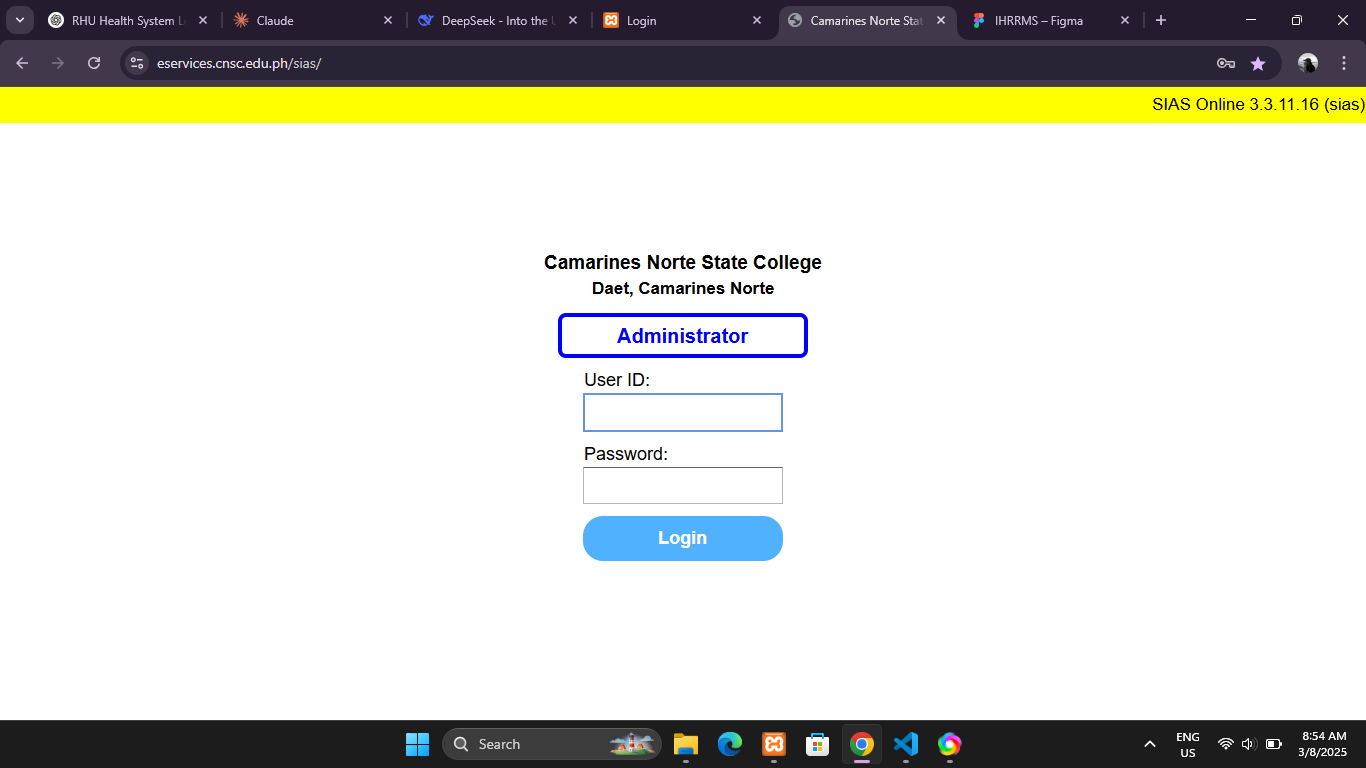 RHU Health System L
Claude
DeepSeek - Into the U
Login
Camarines Norte Stat
IHRRMS – Figma
eservices.cnsc.edu.ph/sias/
SIAS Online 3.3.11.16 (sias)
Camarines Norte State College
Daet, Camarines Norte
Administrator
User ID:
Password:
Login
Search
ENG
US
8:54 AM
3/8/2025